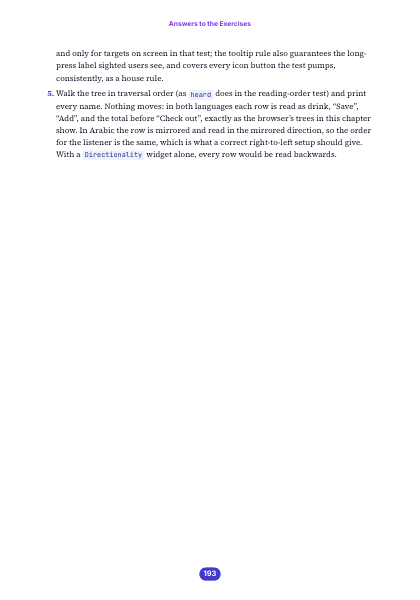 Answers to the Exercises
and only for targets on screen in that test; the tooltip rule also guarantees the long-
press label sighted users see, and covers every icon button the test pumps,
consistently, as a house rule.
5. Walk the tree in traversal order (as heard does in the reading-order test) and print
every name. Nothing moves: in both languages each row is read as drink, “Save”,
“Add”, and the total before “Check out”, exactly as the browser’s trees in this chapter
show. In Arabic the row is mirrored and read in the mirrored direction, so the order
for the listener is the same, which is what a correct right-to-left setup should give.
With a Directionality widget alone, every row would be read backwards.
193